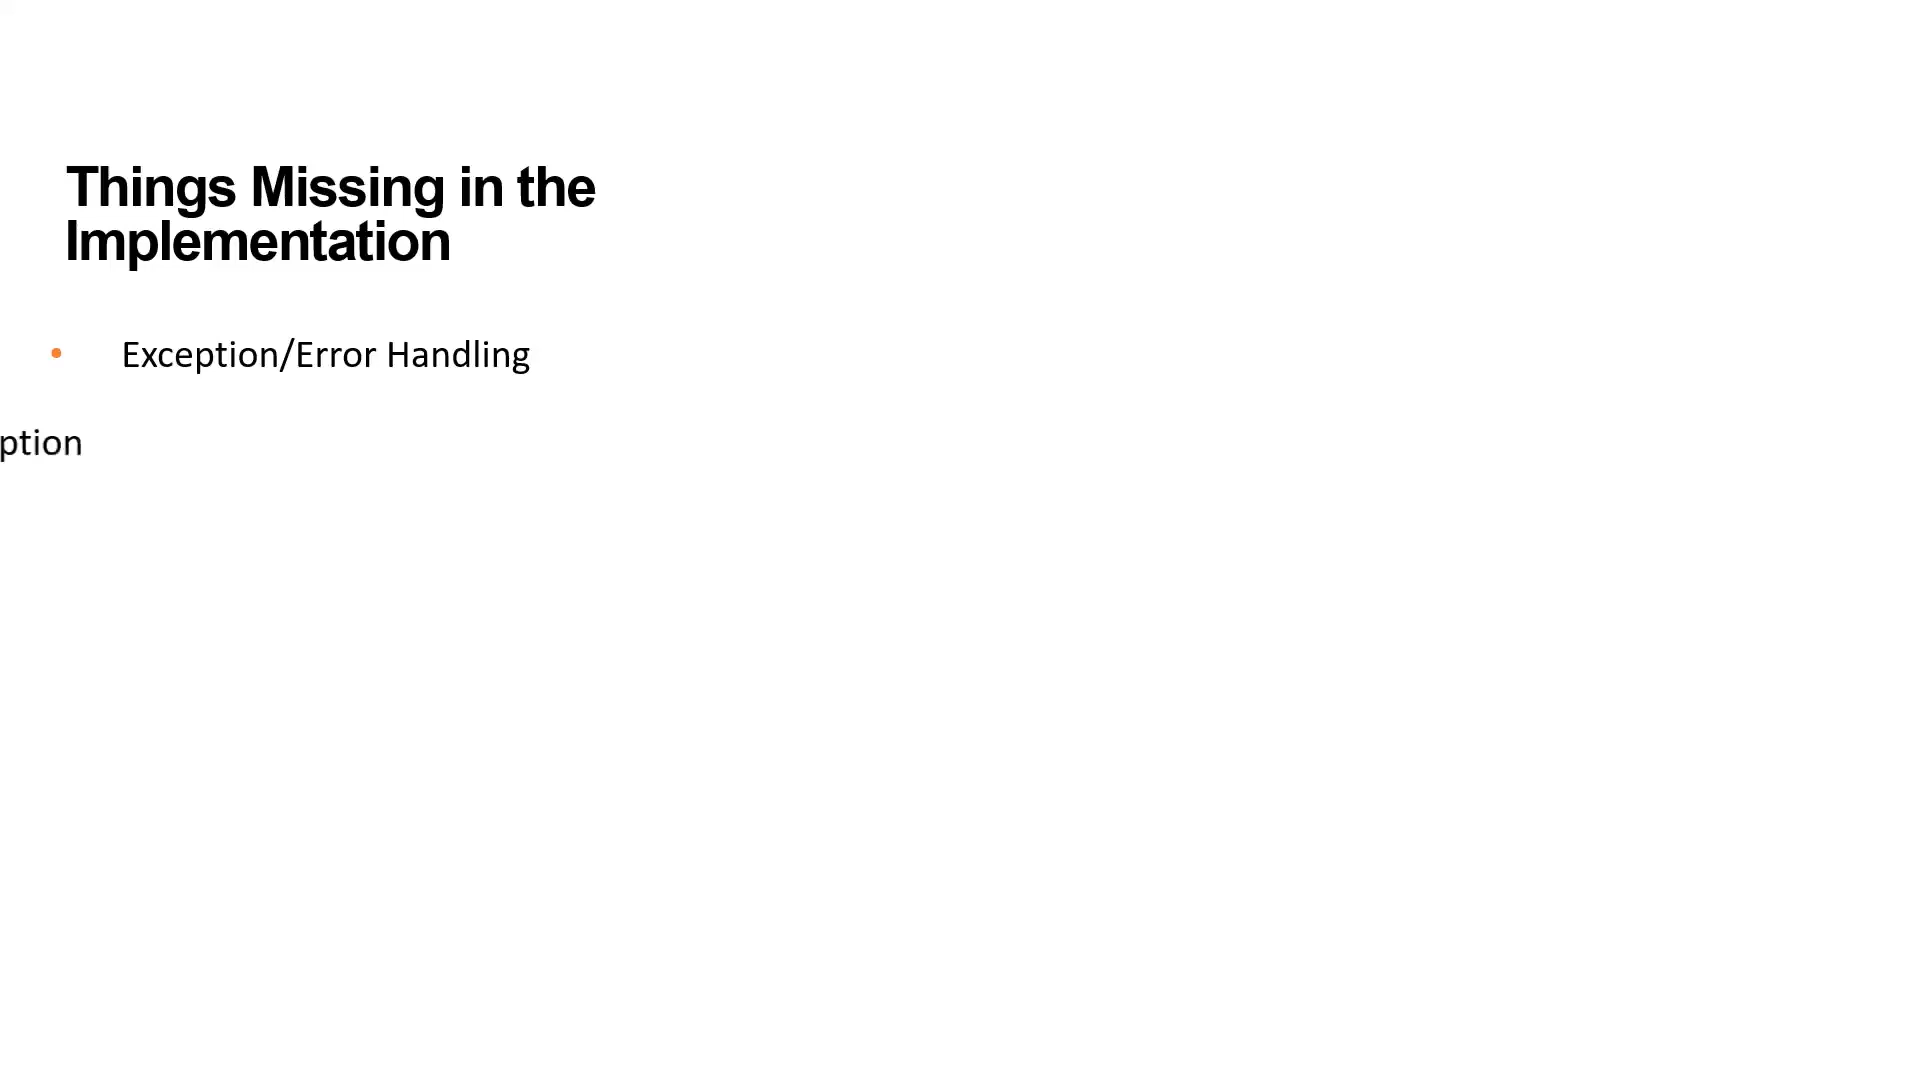 Things Missing in the
Implementation
• Exception/Error Handling
ption